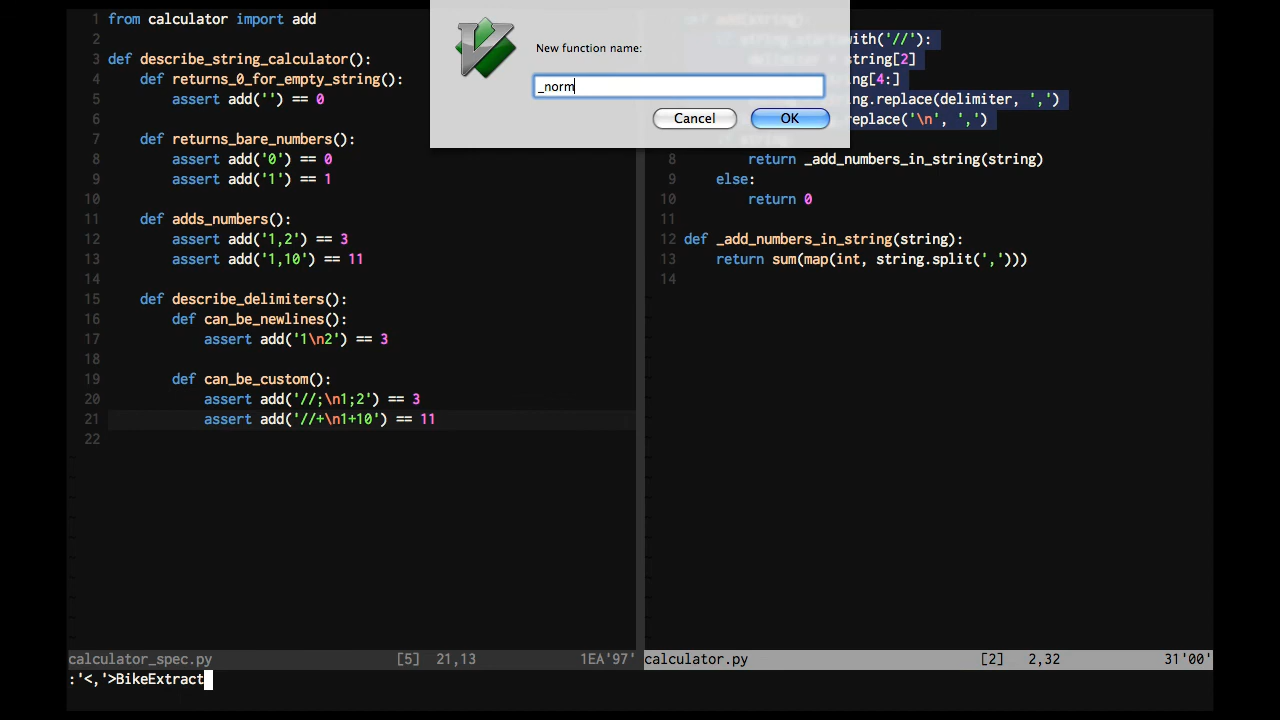 1 from calculator import add
2
3 def describe_string_calculator():
4 def returns_0_for_empty_string():
5 assert add('') == 0
6
7 def returns_bare_numbers():
8 assert add('0') == 0
9 assert add('1') == 1
10
11 def adds_numbers():
12 assert add('1,2') == 3
13 assert add('1,10') == 11
14
15 def describe_delimiters():
16 def can_be_newlines():
17 assert add('1\n2') == 3
18
19 def can_be_custom():
20 assert add('//;\n1;2') == 3
21 assert add('//+\n1+10') == 11
22
calculator_spec.py [5] 21,13 1EA'97'
:'<,'>BikeExtract
New function name:
_norm
Cancel OK
with('//'):
string[2]
ng[4:]
ng.replace(delimiter, ',')
replace('\n', ',')
8 return _add_numbers_in_string(string)
9 else:
10 return 0
11
12 def _add_numbers_in_string(string):
13 return sum(map(int, string.split(',')))
14
calculator.py [2] 2,32 31'00'